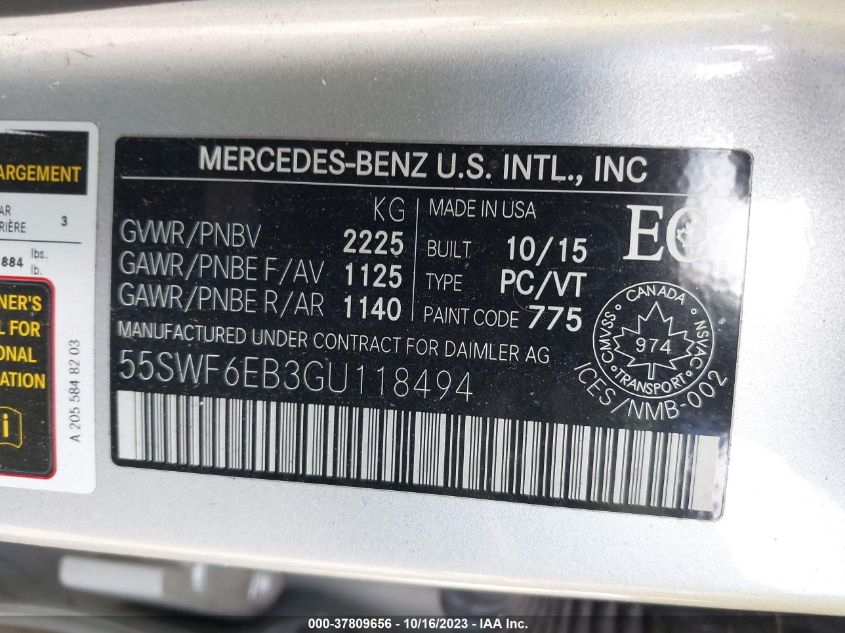 ARGEMENT
AR
RIÈRE 3
884 lbs.
lb.
NER'S
L FOR
ONAL
ATION
i
A 205 584 82 03
MERCEDES-BENZ U.S. INTL., INC
KG
GVWR/PNBV 2225
GAWR/PNBE F/AV 1125
GAWR/PNBE R/AR 1140
MADE IN USA
BUILT 10/15
TYPE PC/VT
PAINT CODE 775
EC
MANUFACTURED UNDER CONTRACT FOR DAIMLER AG
55SWF6EB3GU118494
CANADA
CMVSS
974
NSVAC
TRANSPORT
ICES/NMB-002
000-37809656 - 10/16/2023 - © IAA Inc.